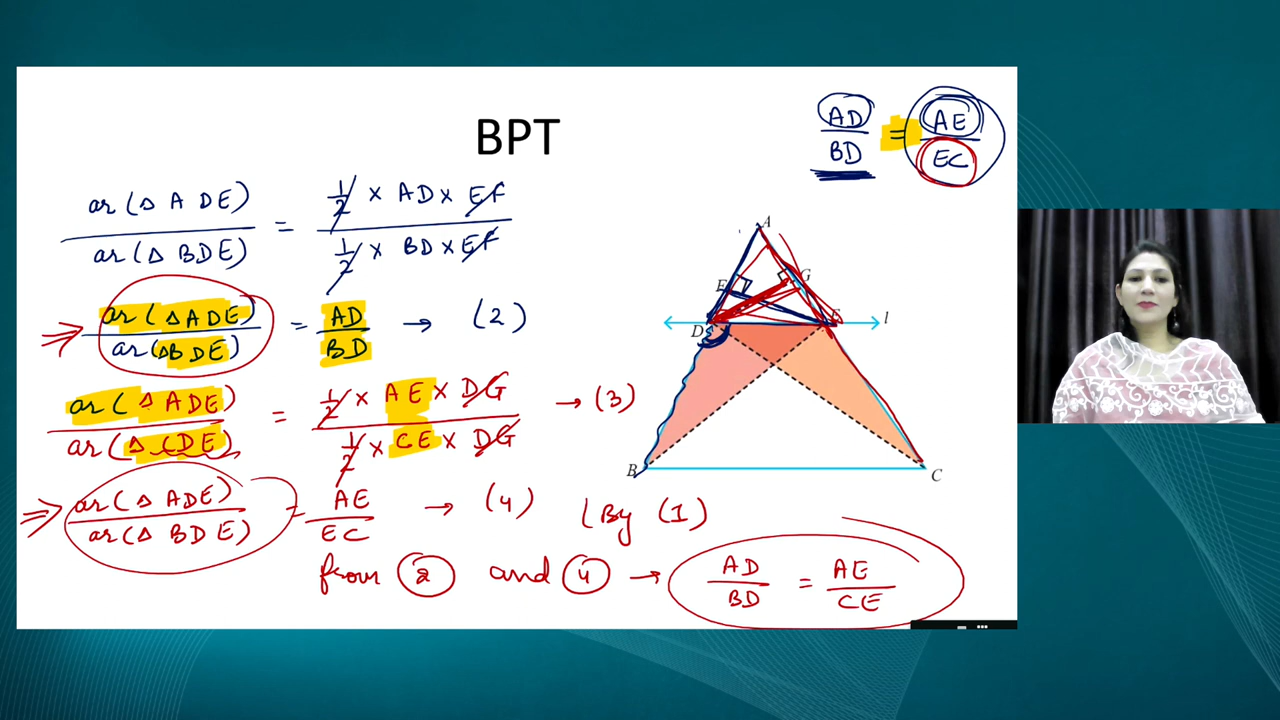 BPT
AD/BD = AE/EC
ar(Δ ADE)/ar(Δ BDE) = 1/2 × AD × EF / 1/2 × BD × EF
⇒ ar(ΔADE)/ar(ΔBDE) = AD/BD → (2)
ar(Δ ADE)/ar(Δ CDE) = 1/2 × AE × DG / 1/2 × CE × DG → (3)
⇒ ar(Δ ADE)/ar(Δ BDE) = AE/EC → (4) (By (1)
from 2 and 4 → AD/BD = AE/CE
A
G
E
D
l
B
C